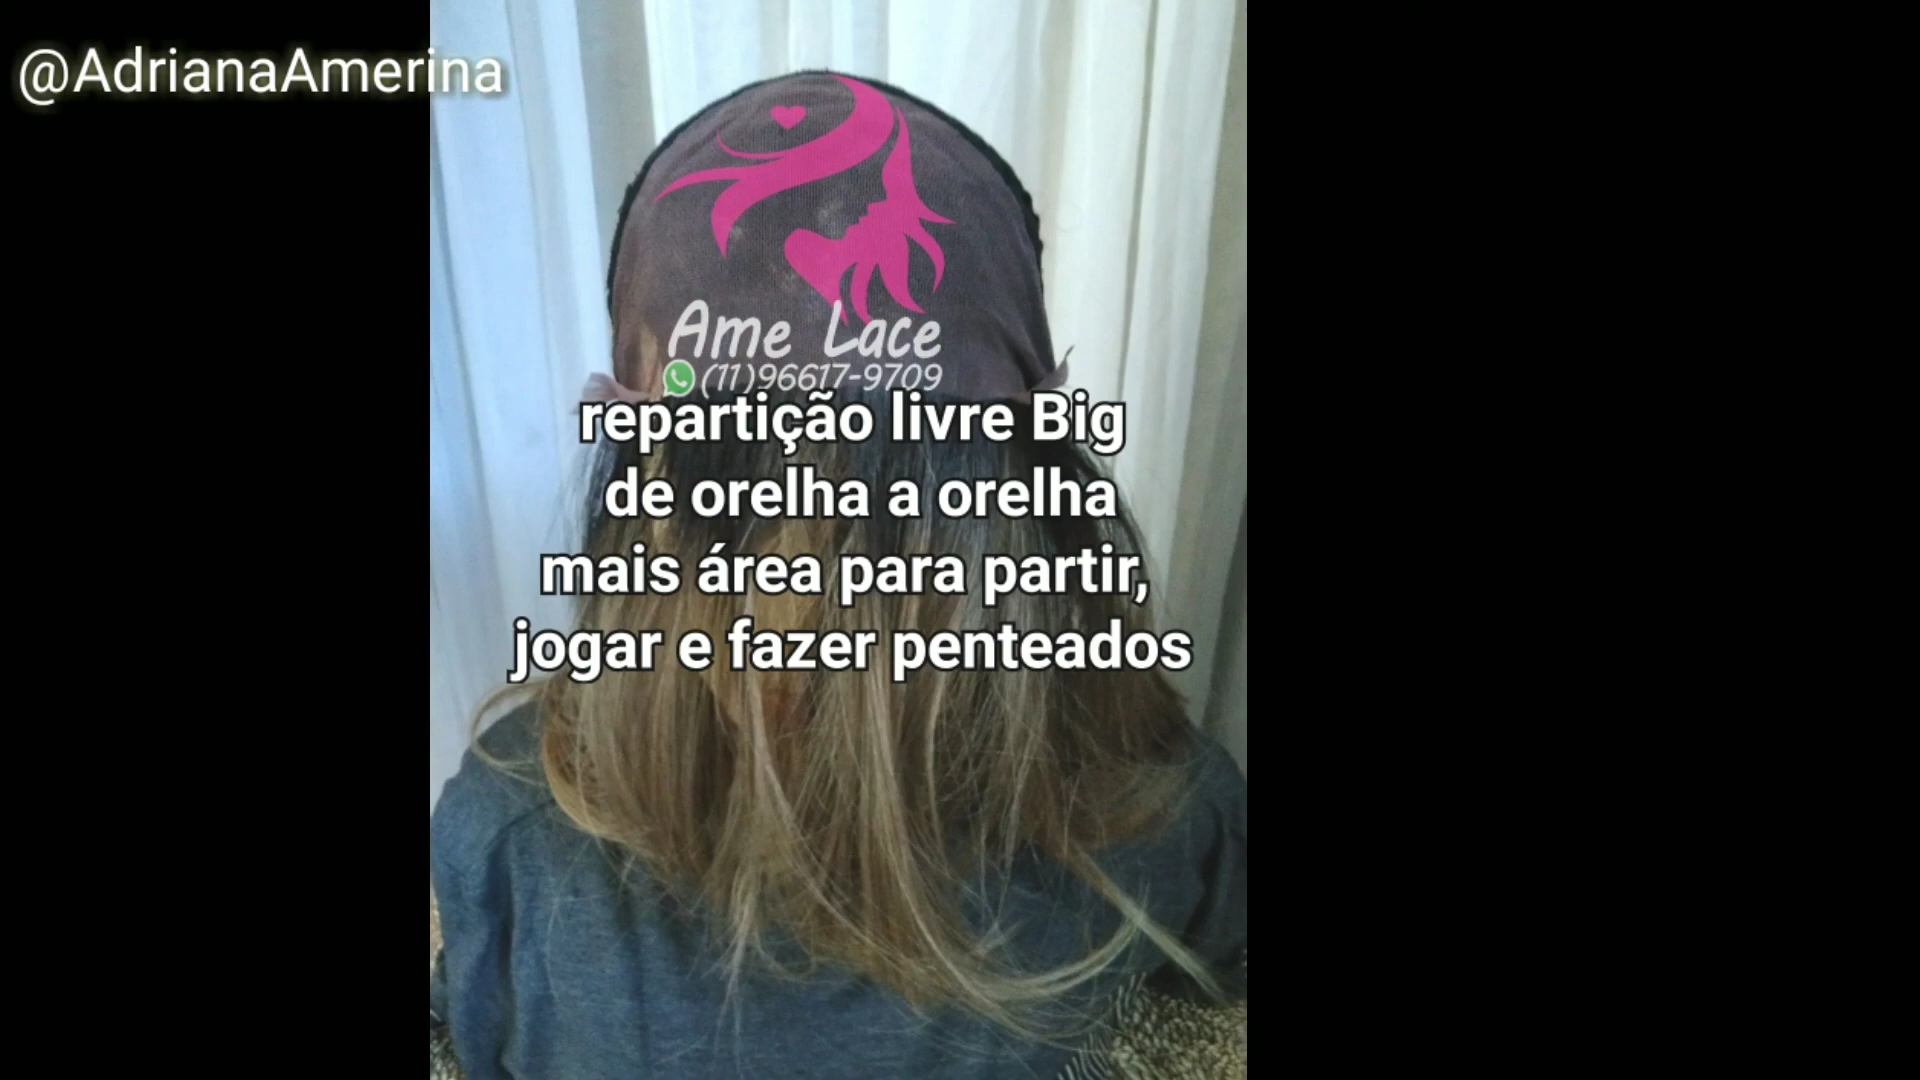 @AdrianaAmerina
Ame Lace
(11)96617-9709
repartição livre Big
de orelha a orelha
mais área para partir,
jogar e fazer penteados